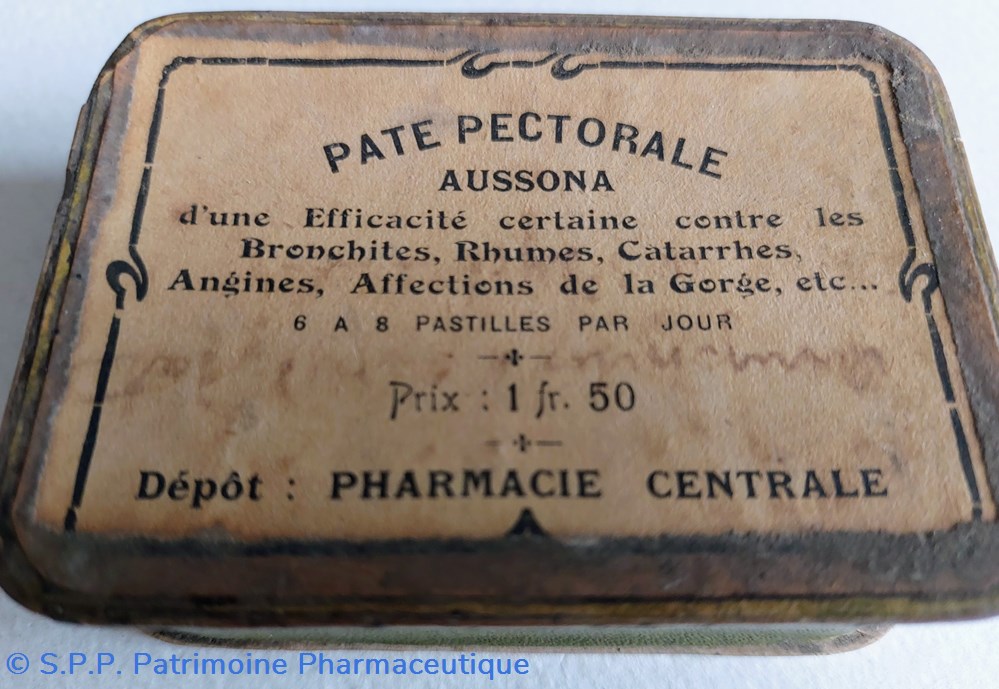 PATE PECTORALE
AUSSONA
d'une Efficacité certaine contre les
Bronchites, Rhumes, Catarrhes,
Angines, Affections de la Gorge, etc...
6 A 8 PASTILLES PAR JOUR
Prix : 1 fr. 50
Dépôt : PHARMACIE CENTRALE
© S.P.P. Patrimoine Pharmaceutique